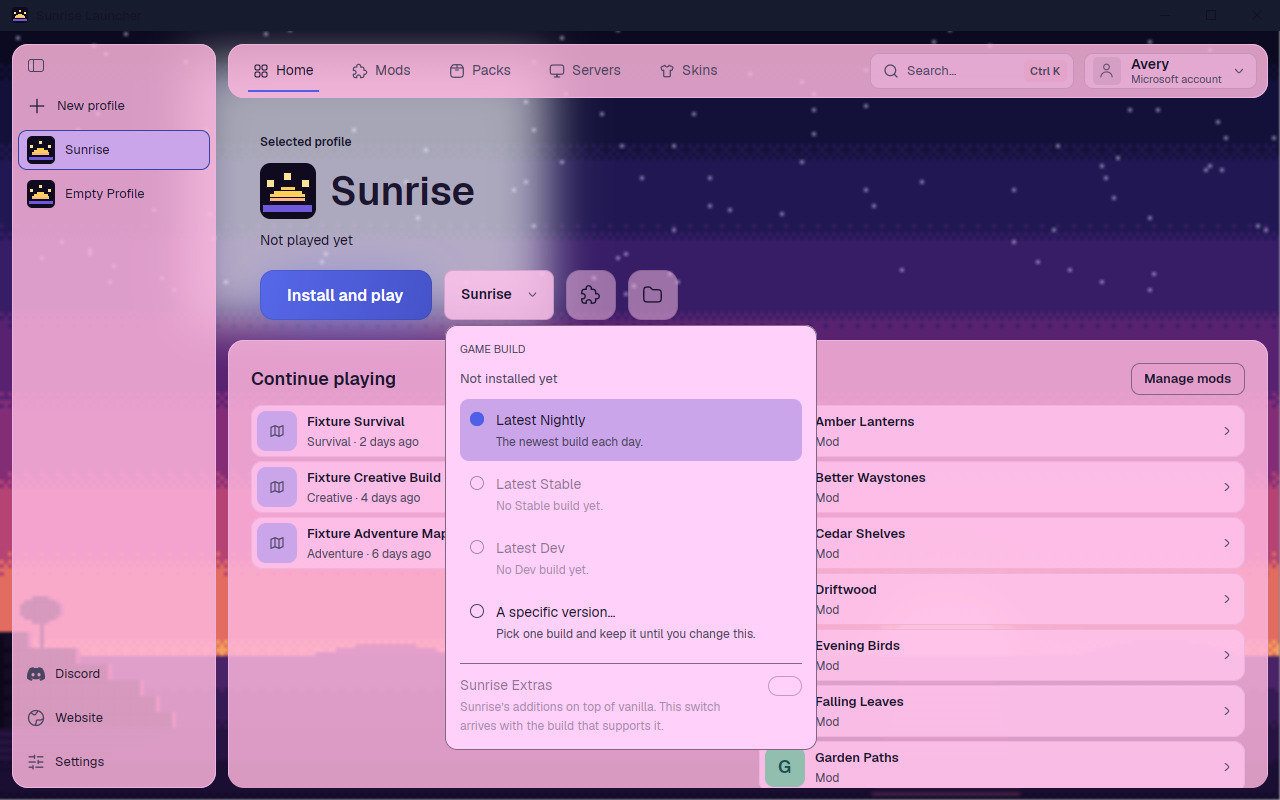 Sunrise Launcher
Home
Mods
Packs
Servers
Skins
Search...
Ctrl K
Avery
Microsoft account
New profile
Sunrise
Empty Profile
Discord
Website
Settings
Selected profile
Sunrise
Not played yet
Install and play
Sunrise
GAME BUILD
Not installed yet
Latest Nightly
The newest build each day.
Latest Stable
No Stable build yet.
Latest Dev
No Dev build yet.
A specific version...
Pick one build and keep it until you change this.
Sunrise Extras
Sunrise's additions on top of vanilla. This switch
arrives with the build that supports it.
Continue playing
Fixture Survival
Survival · 2 days ago
Fixture Creative Build
Creative · 4 days ago
Fixture Adventure Map
Adventure · 6 days ago
Manage mods
Amber Lanterns
Mod
Better Waystones
Mod
Cedar Shelves
Mod
Driftwood
Mod
Evening Birds
Mod
Falling Leaves
Mod
G
Garden Paths
Mod